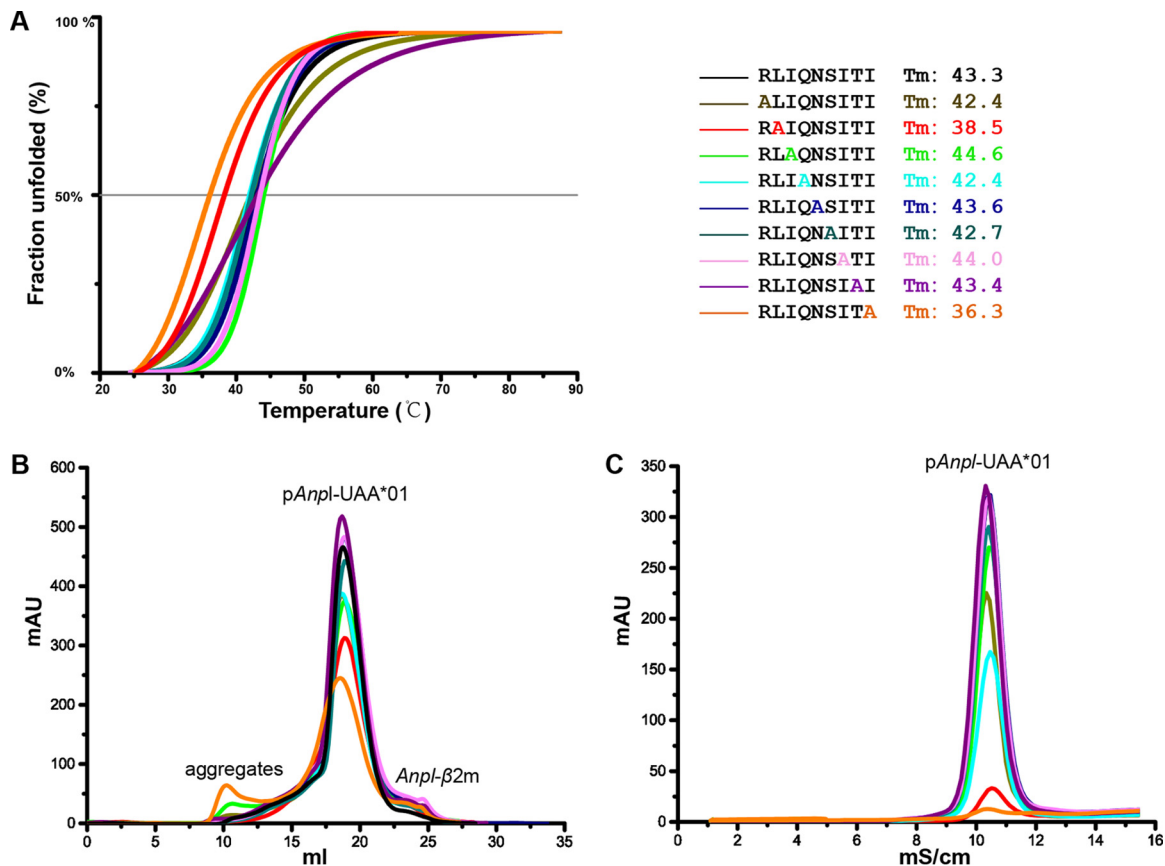 A
100 %
50%
0%
Fraction unfolded (%)
20 30 40 50 60 70 80 90
Temperature (℃)
RLIQNSITI Tm: 43.3
ALIQNSITI Tm: 42.4
RAIQNSITI Tm: 38.5
RLAQNSITI Tm: 44.6
RLIANSITI Tm: 42.4
RLIQASITI Tm: 43.6
RLIQNAITI Tm: 42.7
RLIQNSATI Tm: 44.0
RLIQNSIAI Tm: 43.4
RLIQNSITA Tm: 36.3
B
600
500
400
300
200
100
0
mAU
pAnpl-UAA*01
aggregates
Anpl-β2m
0 5 10 15 20 25 30 35
ml
C
350
300
250
200
150
100
50
0
mAU
pAnpl-UAA*01
0 2 4 6 8 10 12 14 16
mS/cm